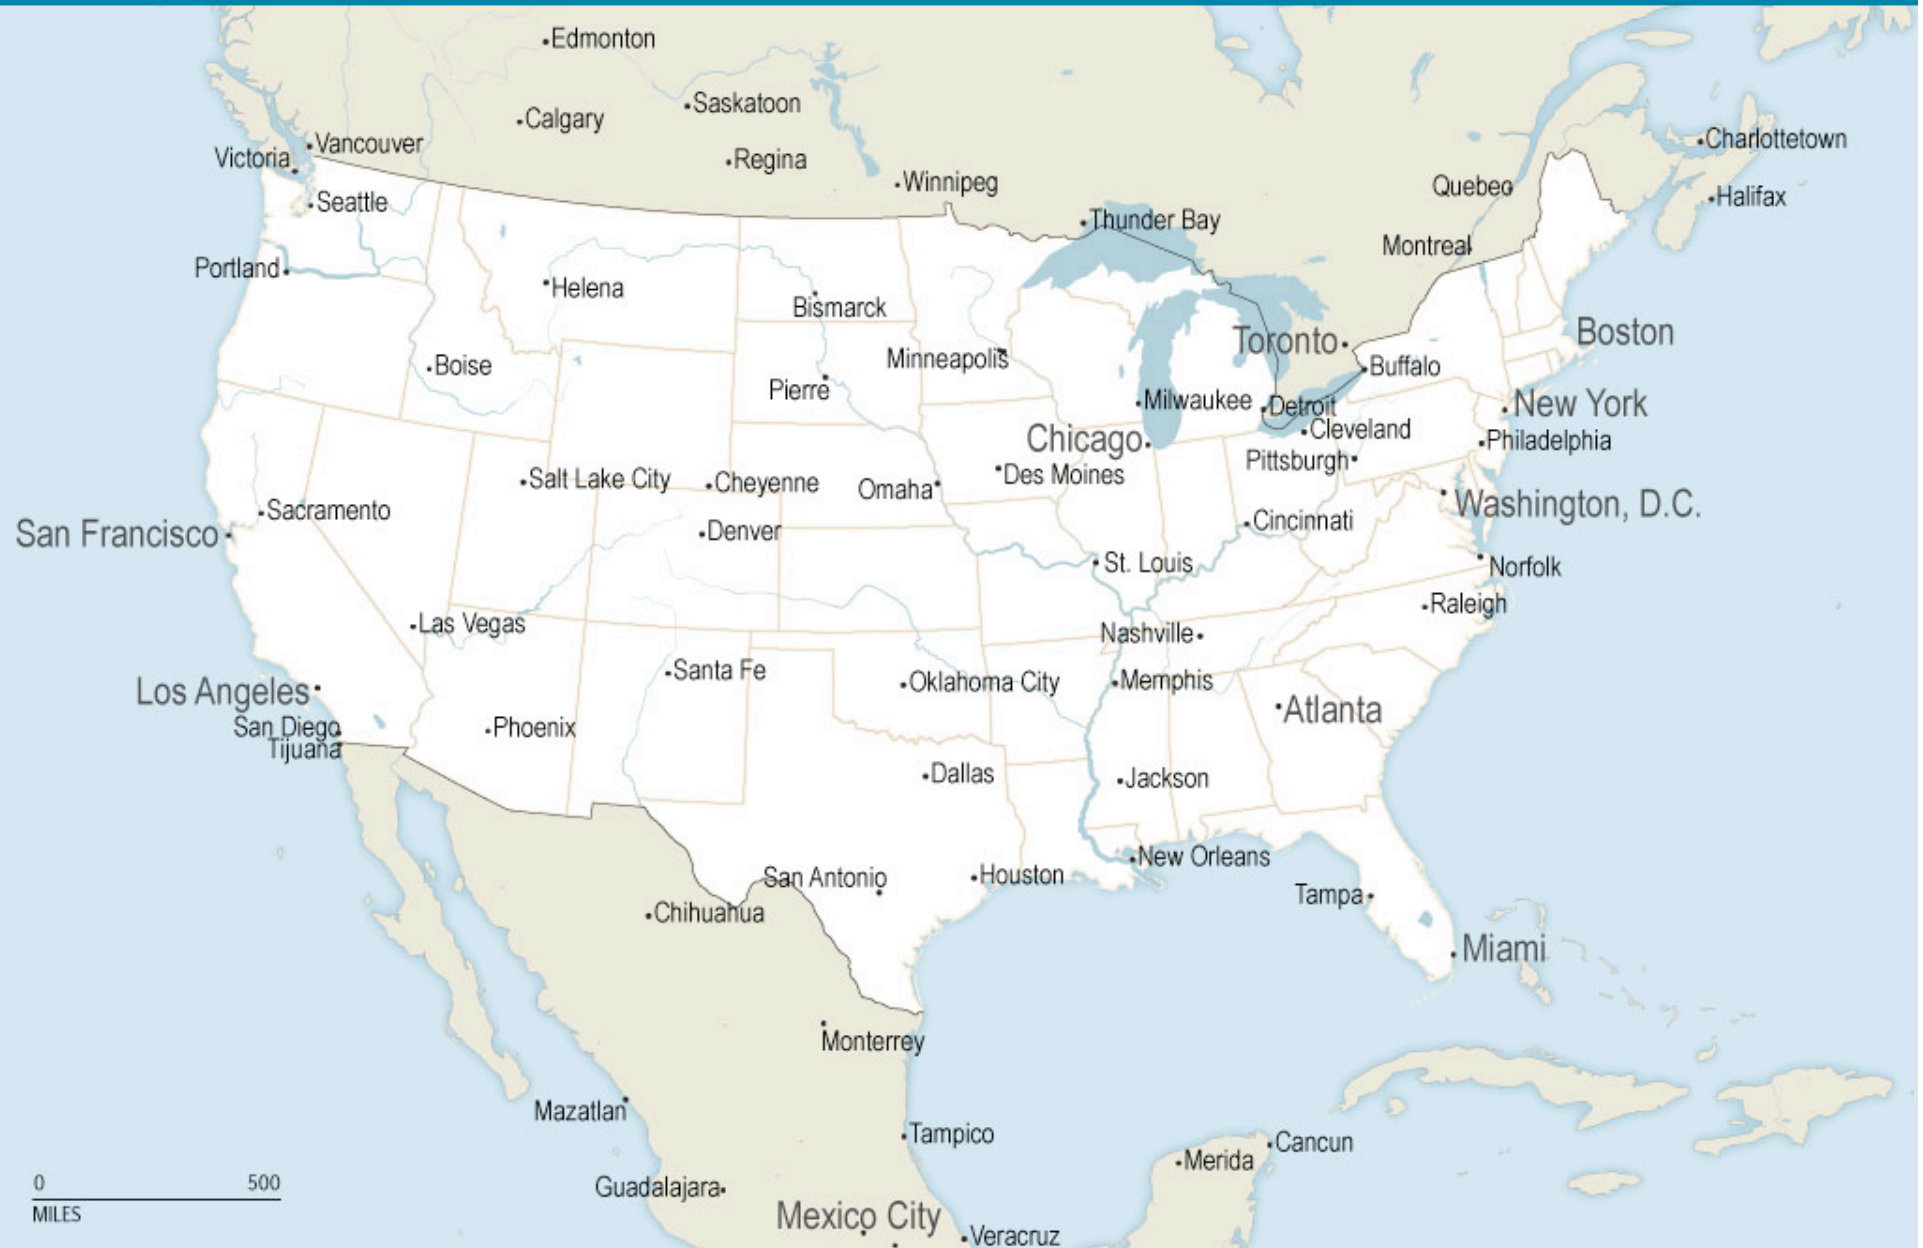 Edmonton
Saskatoon
Calgary
Vancouver
Victoria
Regina
Winnipeg
Charlottetown
Quebec
Halifax
Seattle
Thunder Bay
Montreal
Portland
Helena
Bismarck
Boston
Toronto
Minneapolis
Boise
Buffalo
Pierre
Milwaukee
Detroit
New York
Cleveland
Chicago
Philadelphia
Pittsburgh
Des Moines
Salt Lake City
Cheyenne
Omaha
Washington, D.C.
Sacramento
Cincinnati
San Francisco
Denver
St. Louis
Norfolk
Raleigh
Las Vegas
Nashville
Santa Fe
Oklahoma City
Memphis
Los Angeles
Atlanta
San Diego
Phoenix
Tijuana
Dallas
Jackson
New Orleans
San Antonio
Houston
Tampa
Chihuahua
Miami
Monterrey
Mazatlan
Tampico
Cancun
Merida
0 500
MILES
Guadalajara
Mexico City
Veracruz